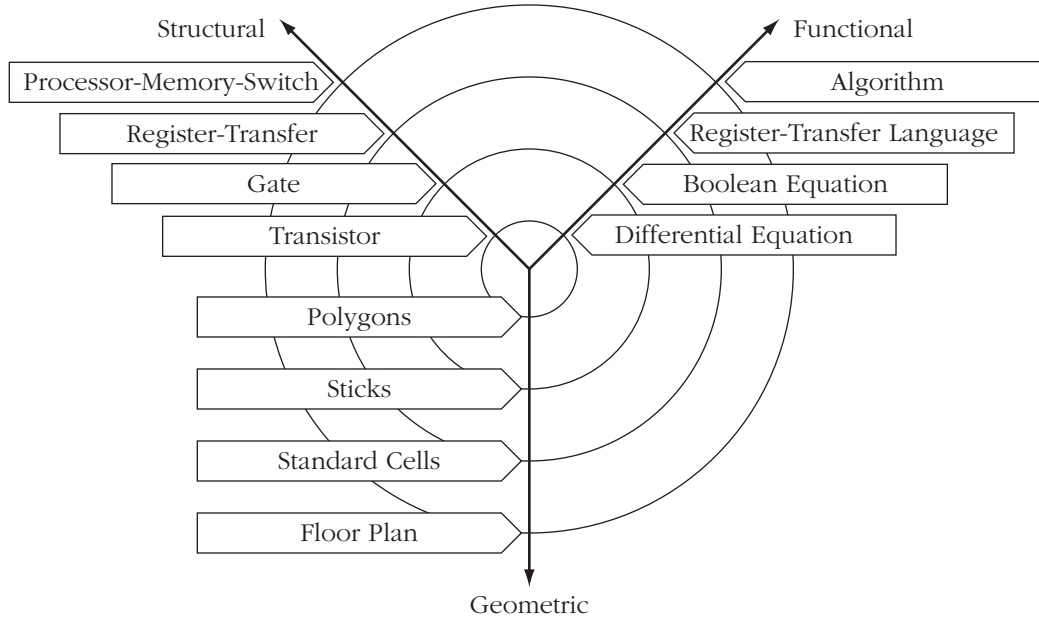 Structural
Functional
Processor-Memory-Switch
Algorithm
Register-Transfer
Register-Transfer Language
Gate
Boolean Equation
Transistor
Differential Equation
Polygons
Sticks
Standard Cells
Floor Plan
Geometric